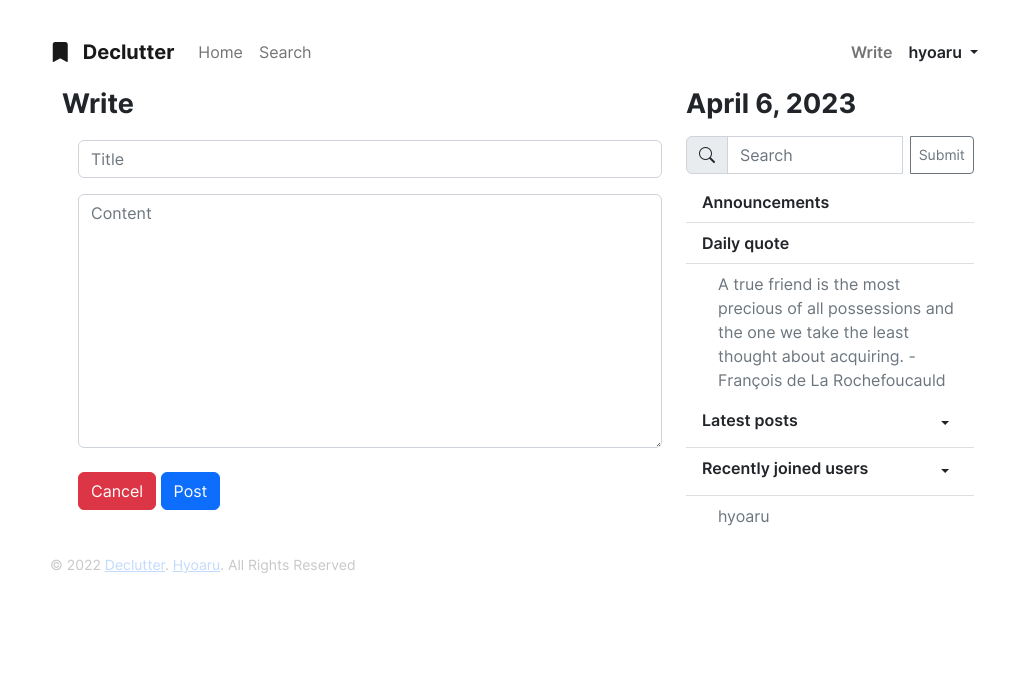 Declutter Home Search Write hyoaru
Write
Title
Content
Cancel Post
April 6, 2023
Search Submit
Announcements
Daily quote
A true friend is the most
precious of all possessions and
the one we take the least
thought about acquiring. -
François de La Rochefoucauld
Latest posts
Recently joined users
hyoaru
© 2022 Declutter. Hyoaru. All Rights Reserved